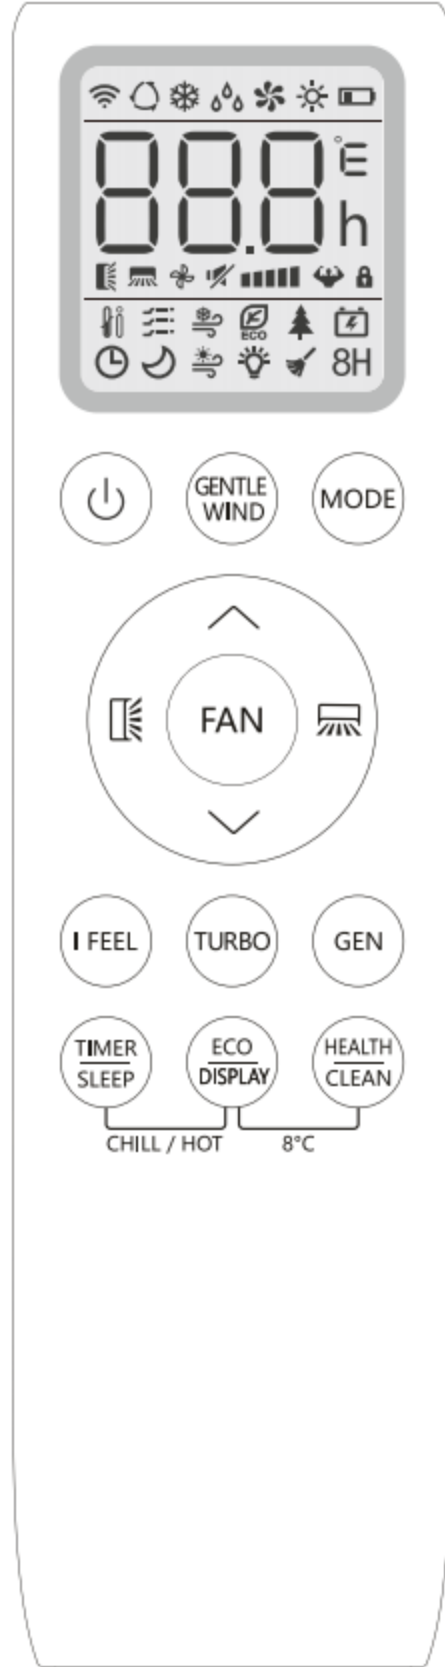 88.8 °E
h
ECO
8H
GENTLE
WIND
MODE
FAN
I FEEL
TURBO
GEN
TIMER
SLEEP
ECO
DISPLAY
HEALTH
CLEAN
CHILL / HOT
8°C